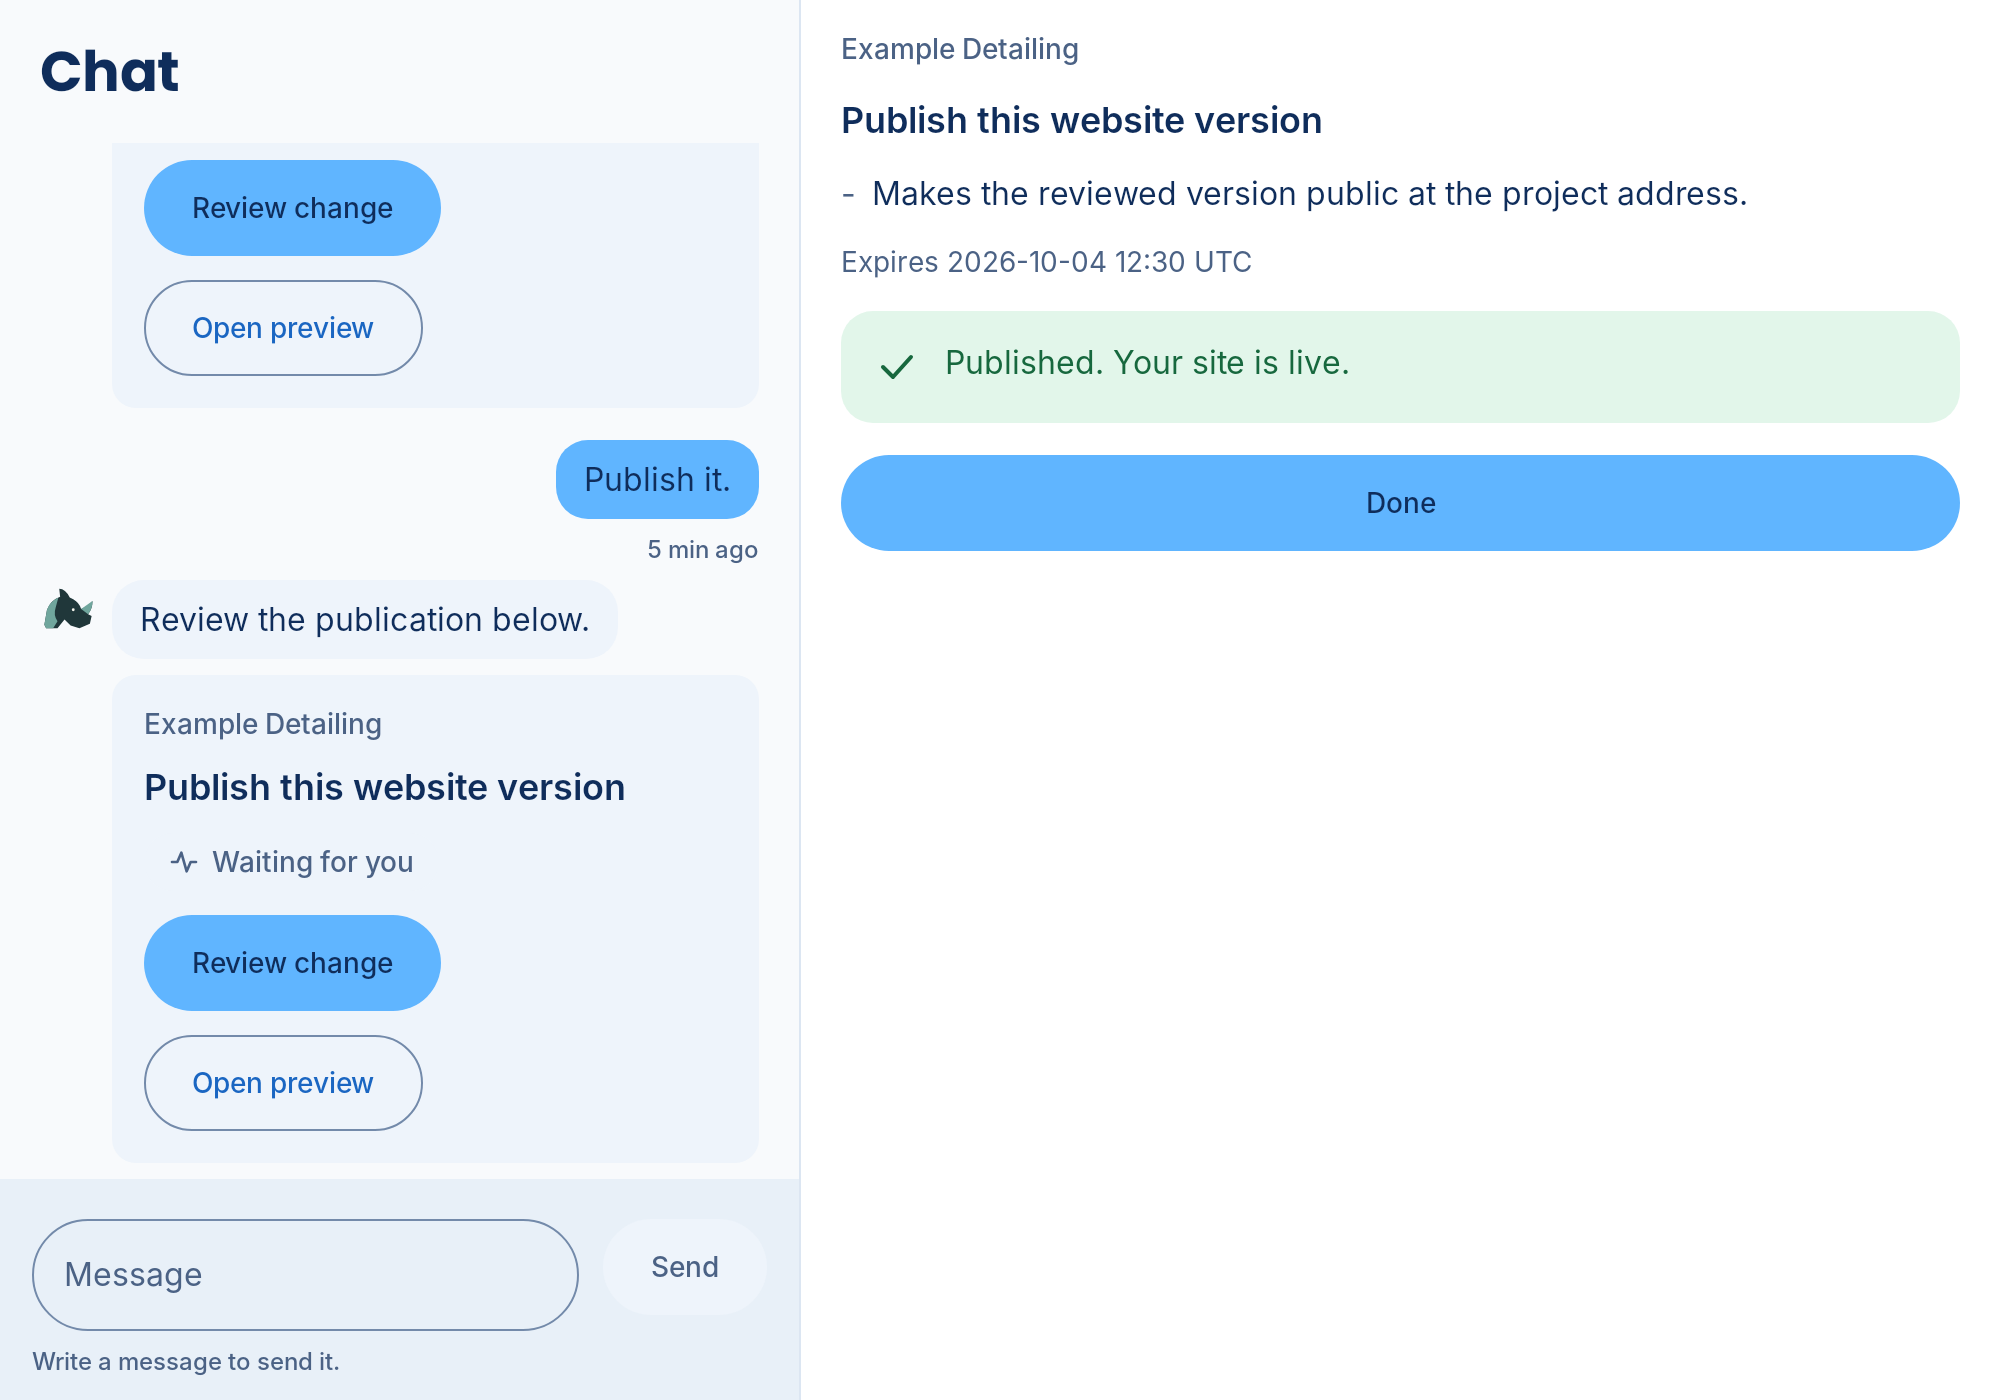 Chat
Review change
Open preview
Publish it.
5 min ago
Review the publication below.
Example Detailing
Publish this website version
Waiting for you
Review change
Open preview
Message
Send
Write a message to send it.
Example Detailing
Publish this website version
- Makes the reviewed version public at the project address.
Expires 2026-10-04 12:30 UTC
Published. Your site is live.
Done